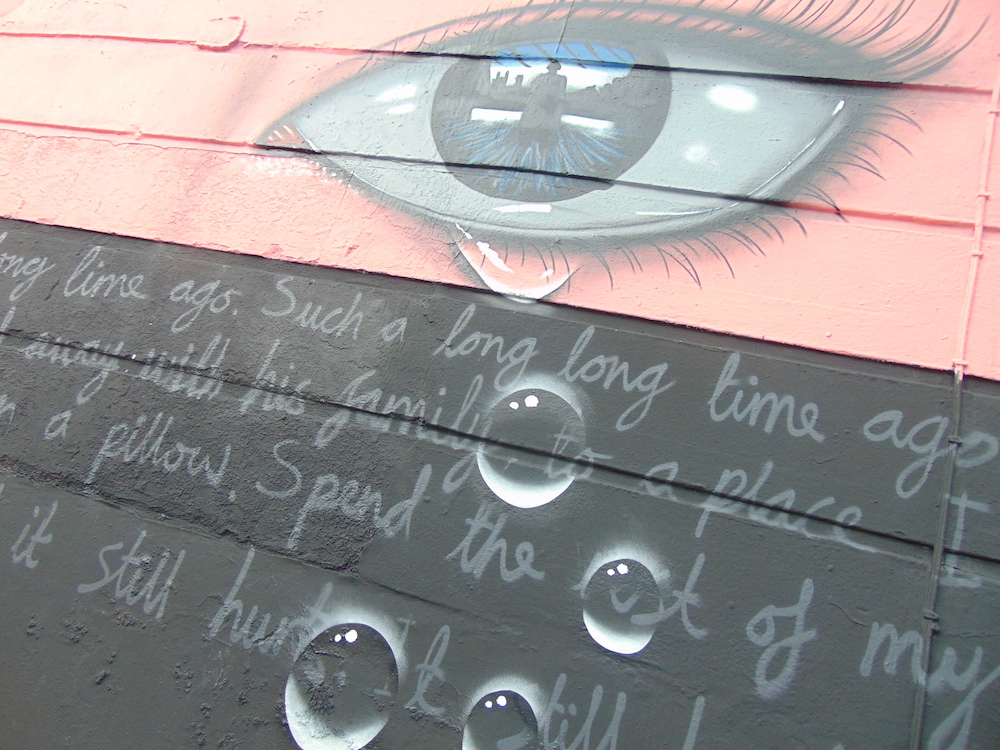 long time ago. Such a long long time ago
away with his family, to a place I
a pillow. Spend the rest of my
it still hurts It still